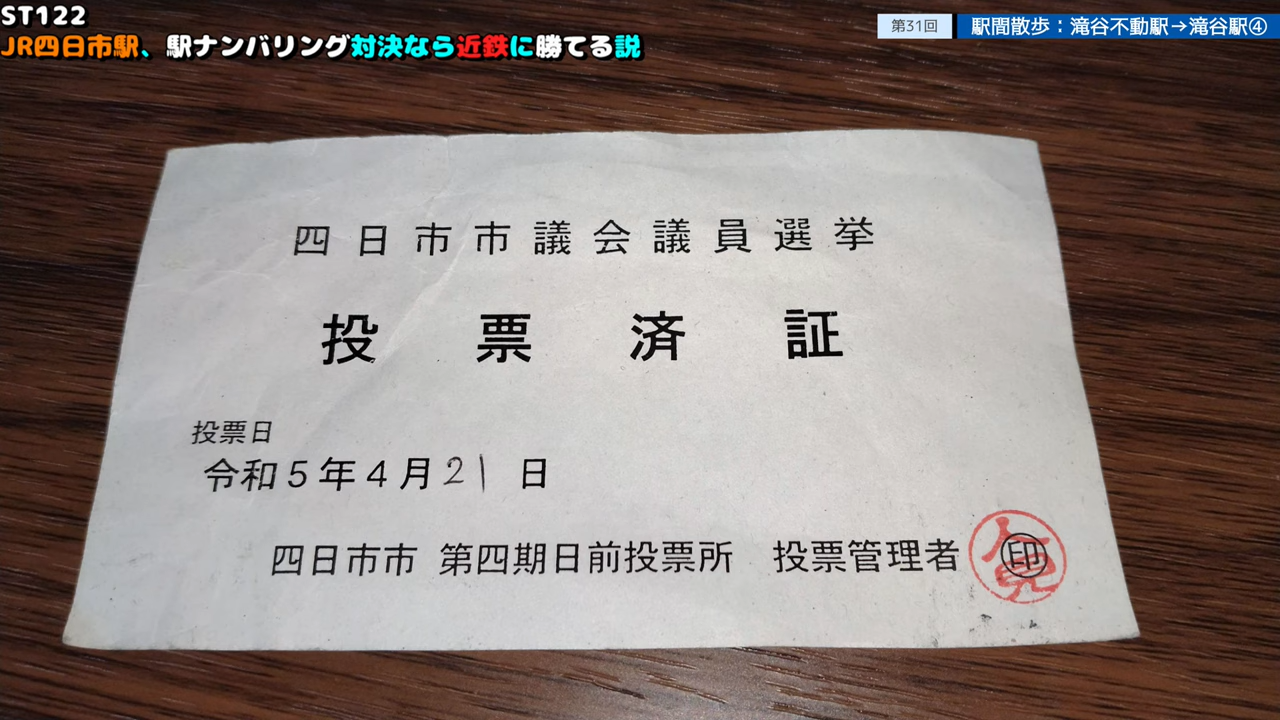 ST122
JR四日市駅、駅ナンバリング対決なら近鉄に勝てる説
第31回
駅間散歩：滝谷不動駅→滝谷駅④
四日市市議会議員選挙
投票済証
投票日
令和5年4月21日
四日市市 第四期日前投票所 投票管理者 印